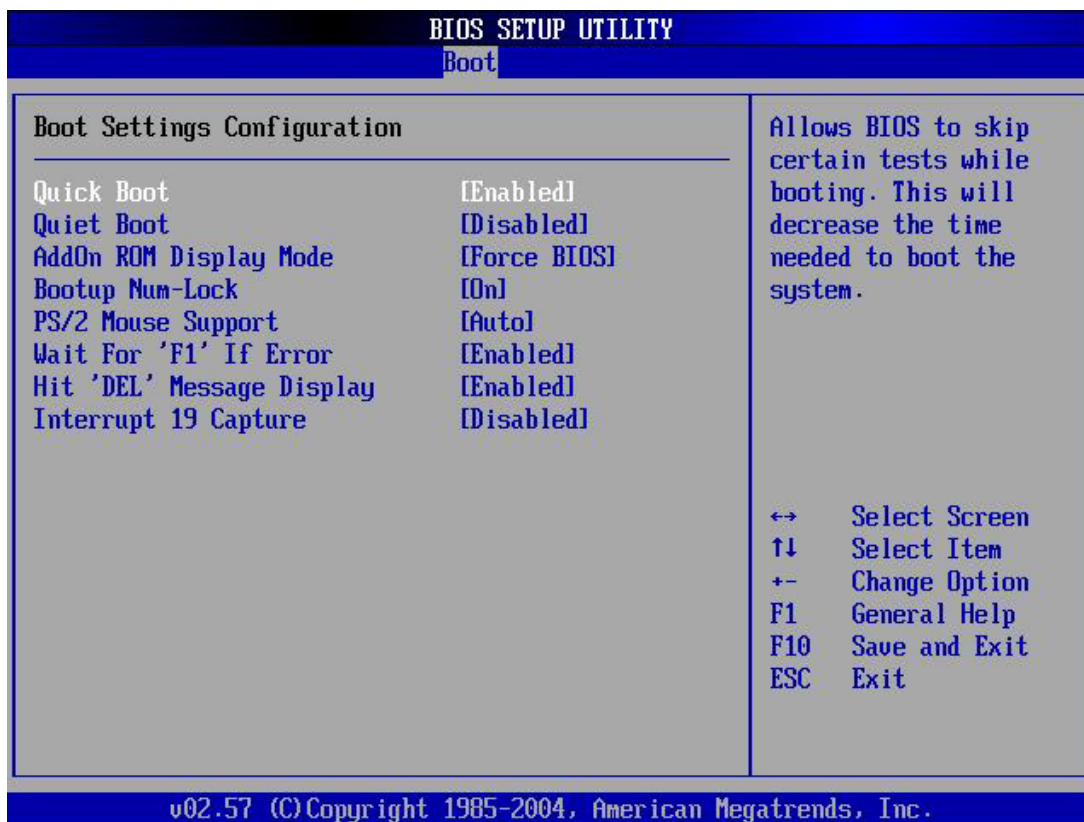 BIOS SETUP UTILITY
Boot
Boot Settings Configuration
Quick Boot [Enabled]
Quiet Boot [Disabled]
AddOn ROM Display Mode [Force BIOS]
Bootup Num-Lock [On]
PS/2 Mouse Support [Auto]
Wait For 'F1' If Error [Enabled]
Hit 'DEL' Message Display [Enabled]
Interrupt 19 Capture [Disabled]
Allows BIOS to skip
certain tests while
booting. This will
decrease the time
needed to boot the
system.
↔ Select Screen
↑↓ Select Item
+- Change Option
F1 General Help
F10 Save and Exit
ESC Exit
v02.57 (C)Copyright 1985-2004, American Megatrends, Inc.